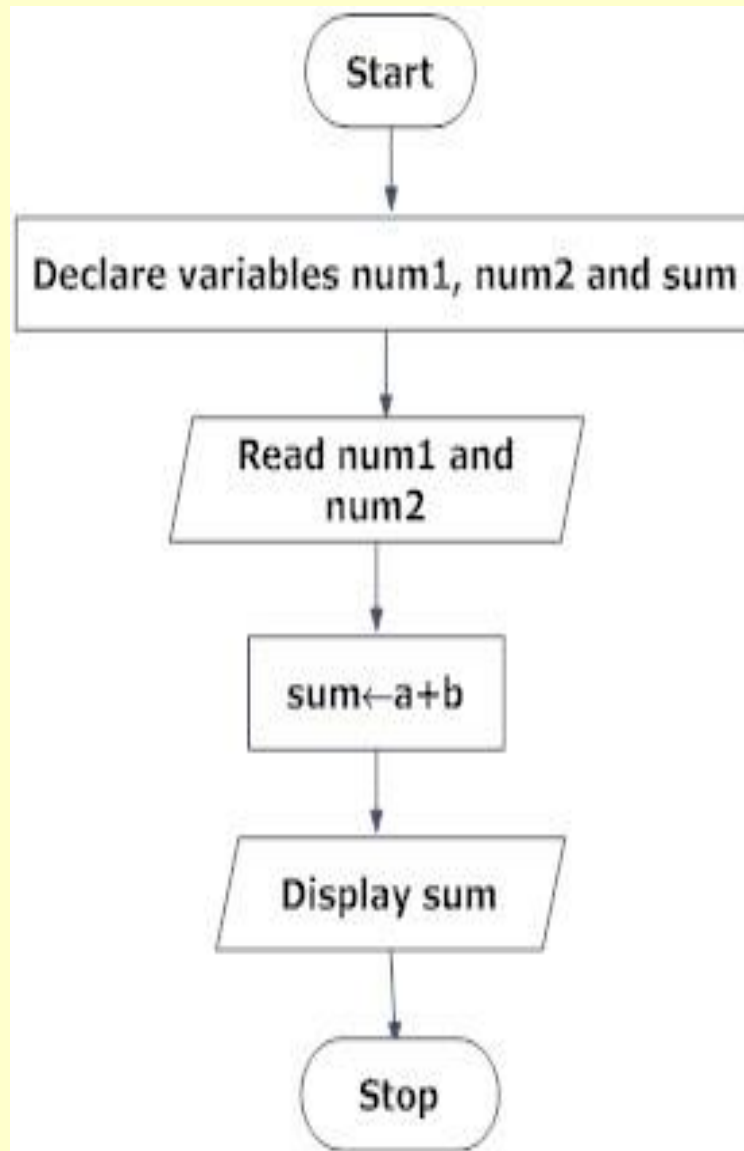 Start
Declare variables num1, num2 and sum
Read num1 and
num2
sum←a+b
Display sum
Stop